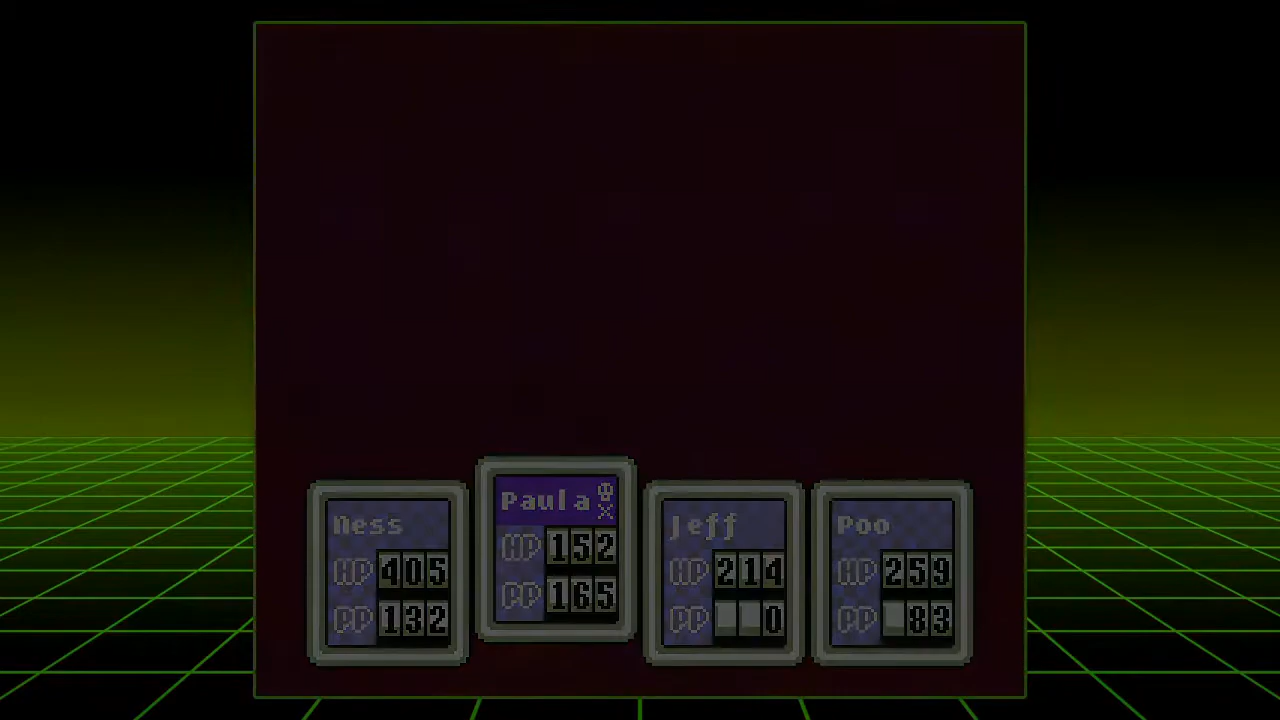 Ness
HP 405
PP 132
Paula
HP 152
PP 165
Jeff
HP 214
PP 0
Poo
HP 259
PP 83